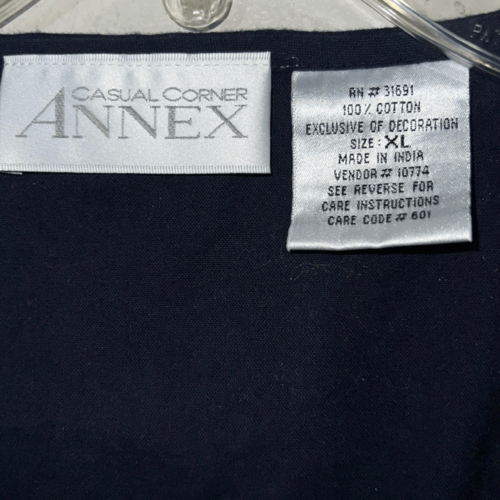 CASUAL CORNER
ANNEX
RN # 31691
100% COTTON
EXCLUSIVE OF DECORATION
SIZE: XL
MADE IN INDIA
VENDOR # 10774
SEE REVERSE FOR
CARE INSTRUCTIONS
CARE CODE # 601